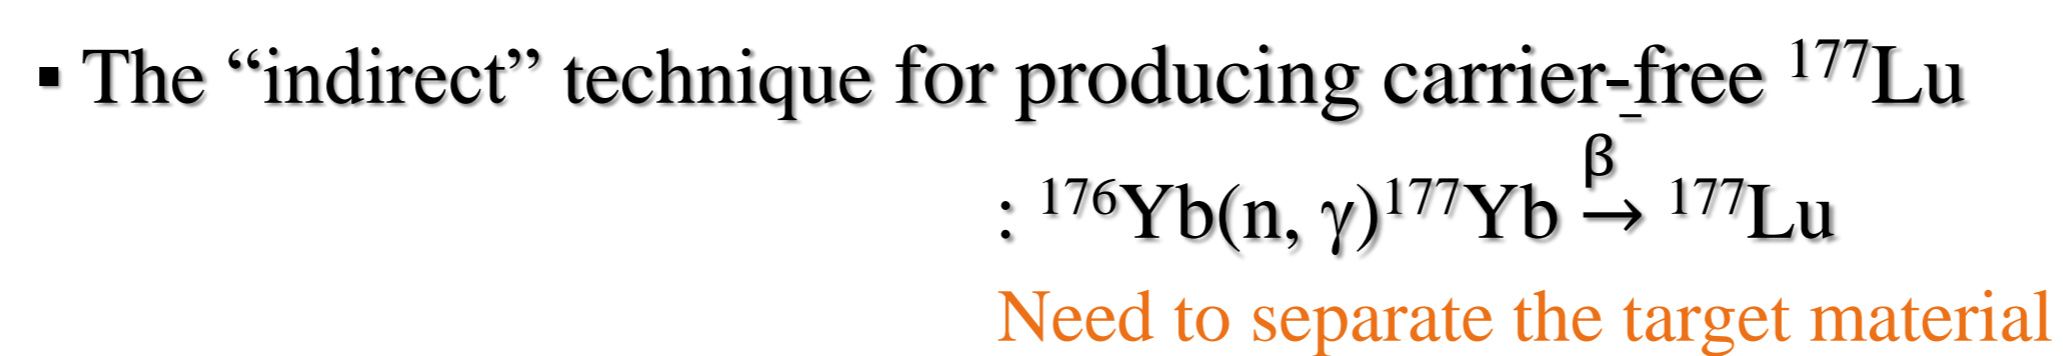 ▪ The “indirect” technique for producing carrier-free ¹⁷⁷Lu
: ¹⁷⁶Yb(n, γ)¹⁷⁷Yb β⁻→ ¹⁷⁷Lu
Need to separate the target material